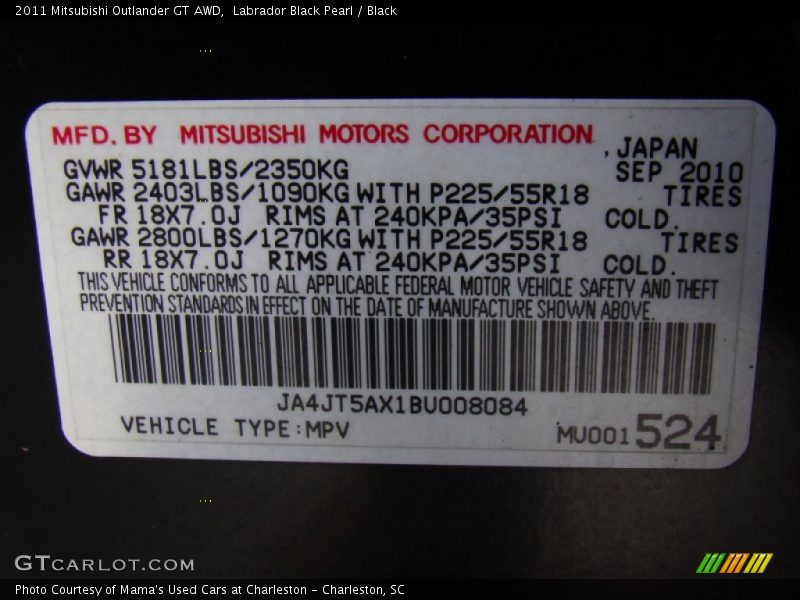 2011 Mitsubishi Outlander GT AWD,  Labrador Black Pearl / Black
MFD. BY MITSUBISHI MOTORS CORPORATION, JAPAN
GVWR 5181LBS/2350KG SEP 2010
GAWR 2403LBS/1090KG WITH P225/55R18 TIRES
FR 18X7.0J RIMS AT 240KPA/35PSI COLD.
GAWR 2800LBS/1270KG WITH P225/55R18 TIRES
RR 18X7.0J RIMS AT 240KPA/35PSI COLD.
THIS VEHICLE CONFORMS TO ALL APPLICABLE FEDERAL MOTOR VEHICLE SAFETY AND THEFT
PREVENTION STANDARDS IN EFFECT ON THE DATE OF MANUFACTURE SHOWN ABOVE.
JA4JT5AX1BU008084
VEHICLE TYPE:MPV MU001524
GTCARLOT.COM
Photo Courtesy of Mama's Used Cars at Charleston - Charleston, SC